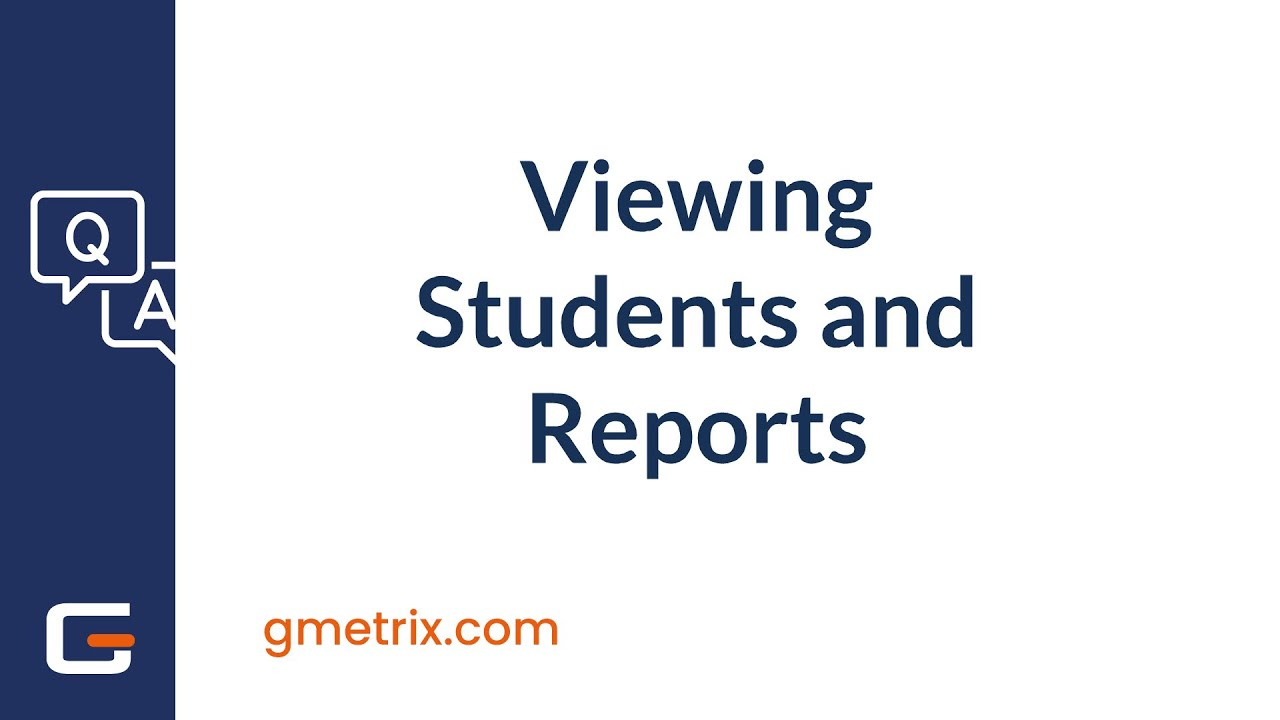 Q
A
Viewing
Students and
Reports
gmetrix.com